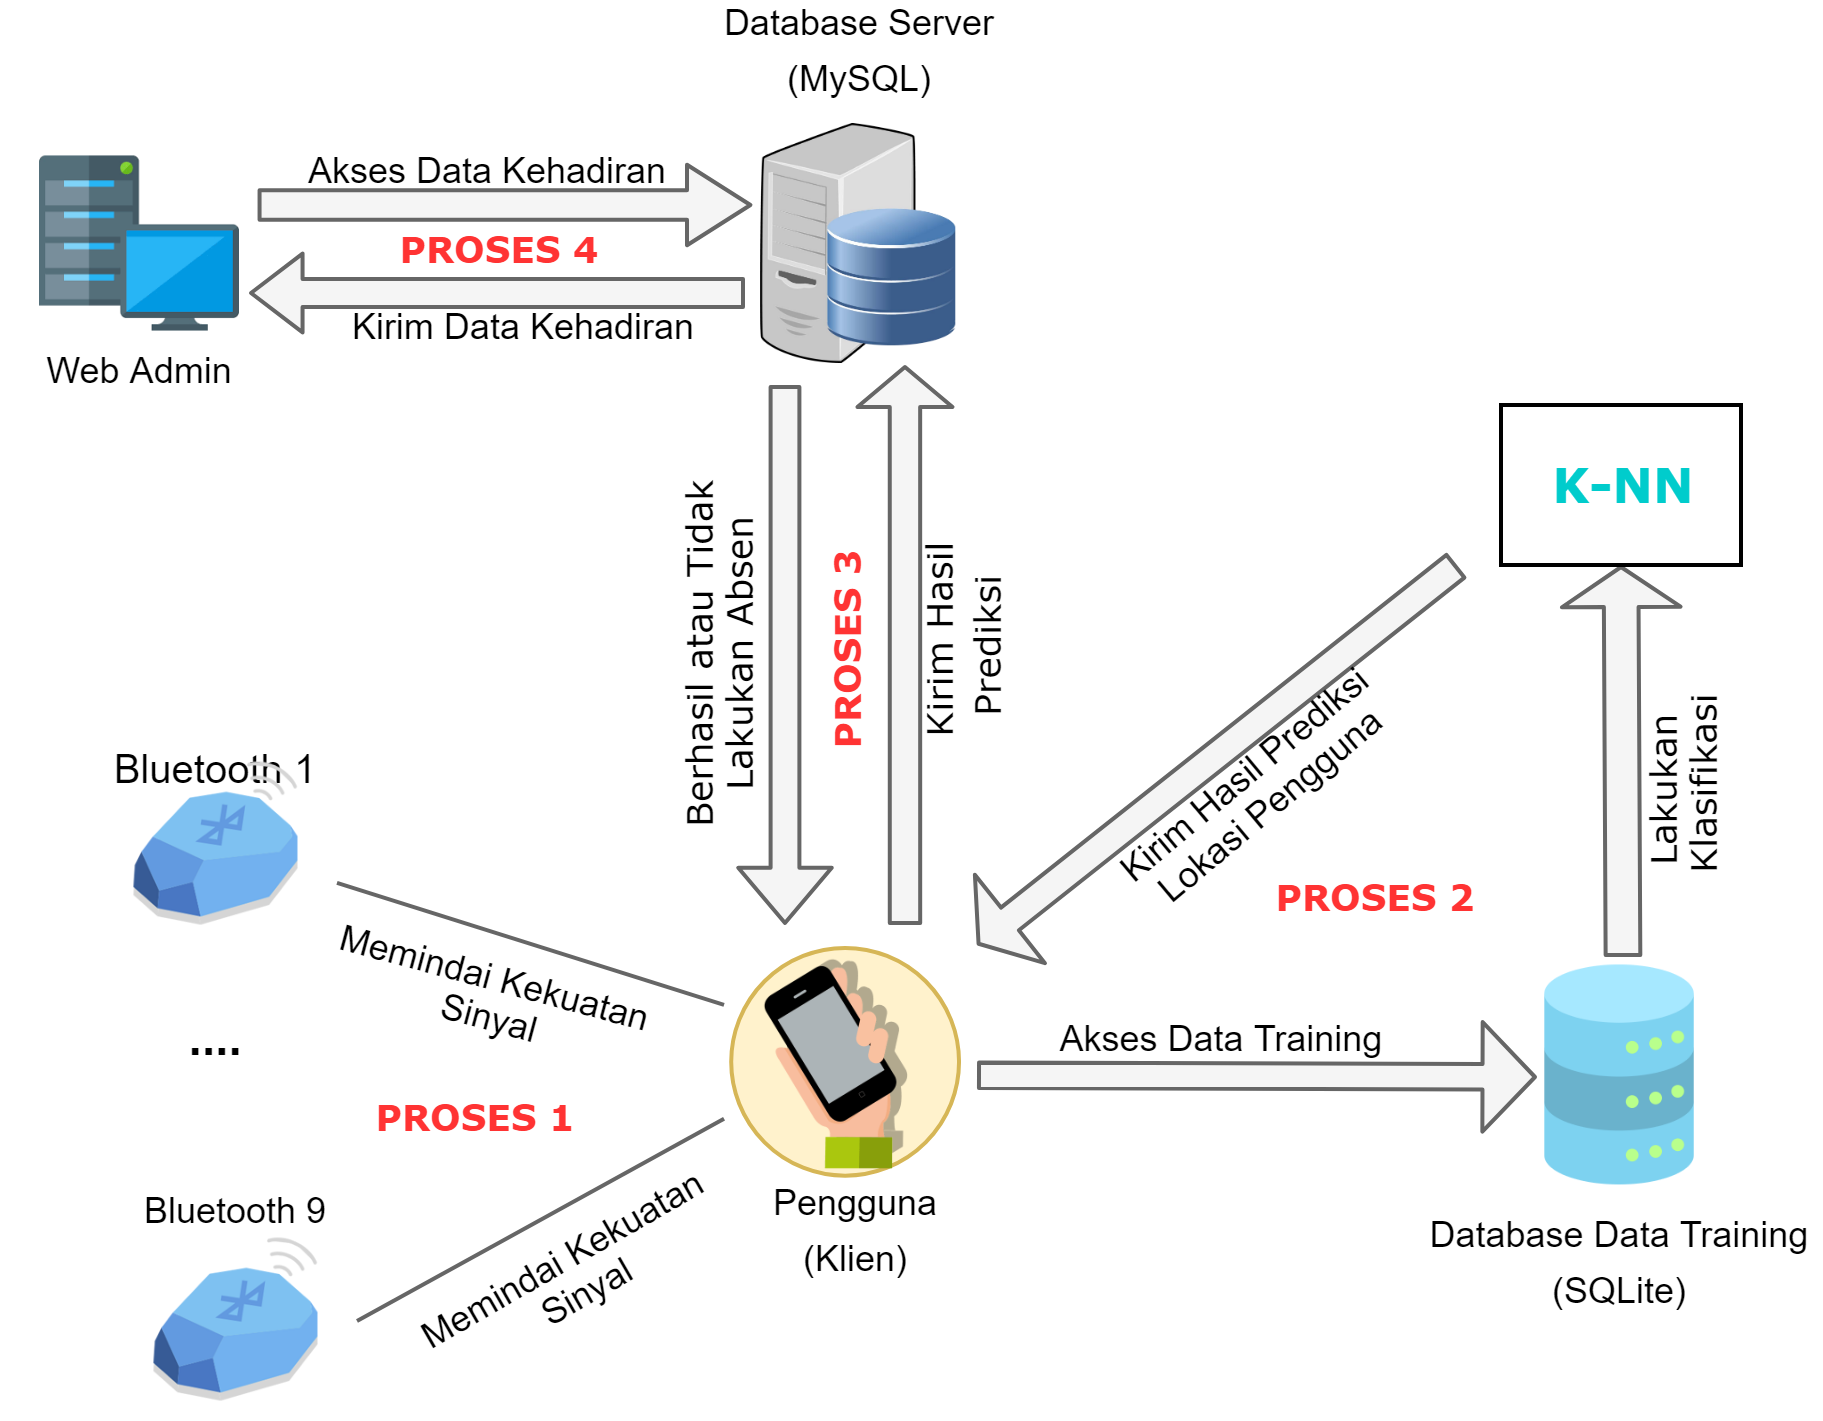 Database Server
(MySQL)
Akses Data Kehadiran
PROSES 4
Kirim Data Kehadiran
Web Admin
K-NN
Berhasil atau Tidak
Lakukan Absen
PROSES 3
Kirim Hasil
Prediksi
Kirim Hasil Prediksi
Lokasi Pengguna
PROSES 2
Lakukan
Klasifikasi
Bluetooth 1
Memindai Kekuatan
Sinyal
....
PROSES 1
Akses Data Training
Bluetooth 9
Memindai Kekuatan
Sinyal
Pengguna
(Klien)
Database Data Training
(SQLite)